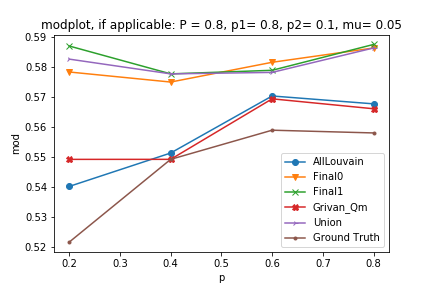 modplot, if applicable: P = 0.8, p1= 0.8, p2= 0.1, mu= 0.05
0.59
0.58
0.57
0.56
0.55
0.54
0.53
0.52
mod
0.2 0.3 0.4 0.5 0.6 0.7 0.8
p
AllLouvain
Final0
Final1
Grivan_Qm
Union
Ground Truth